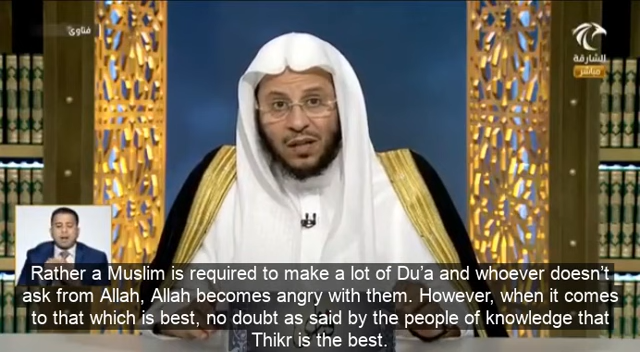 فتاوى
الشارقة
مباشر
Rather a Muslim is required to make a lot of Du'a and whoever doesn't
ask from Allah, Allah becomes angry with them. However, when it comes
to that which is best, no doubt as said by the people of knowledge that
Thikr is the best.